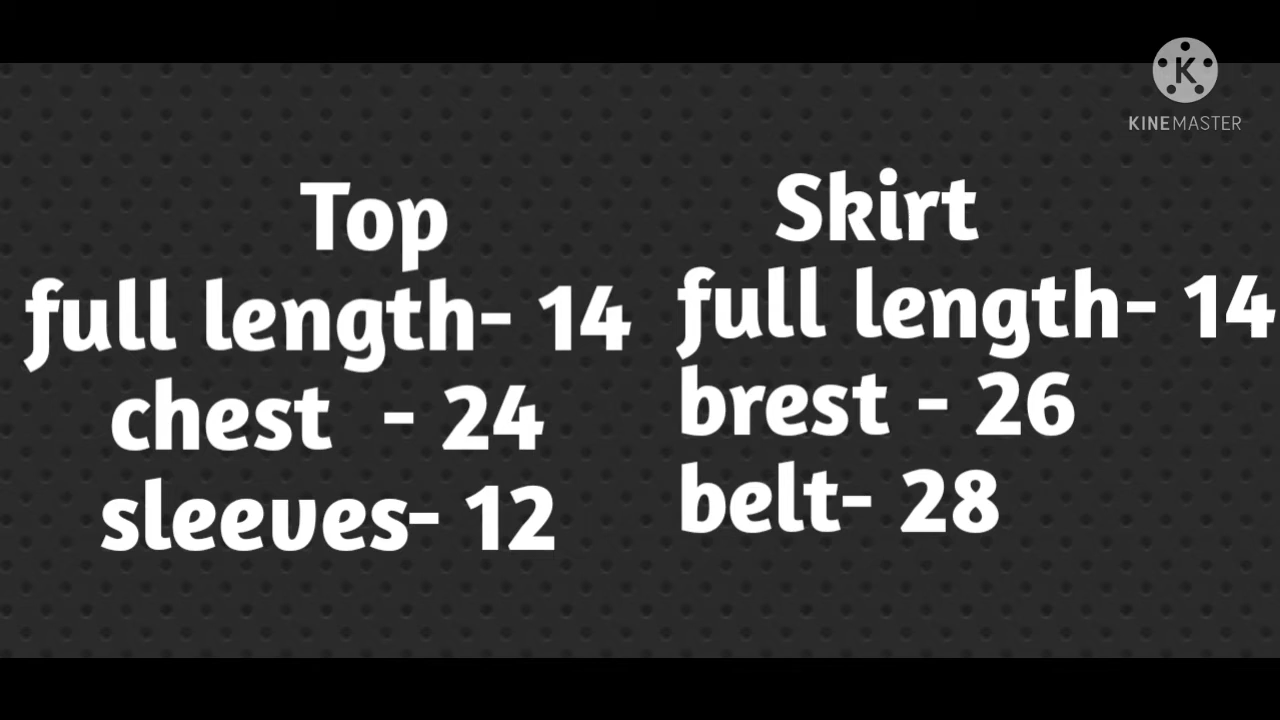 KINEMASTER
Top
full length- 14
chest - 24
sleeves- 12
Skirt
full length- 14
brest - 26
belt- 28